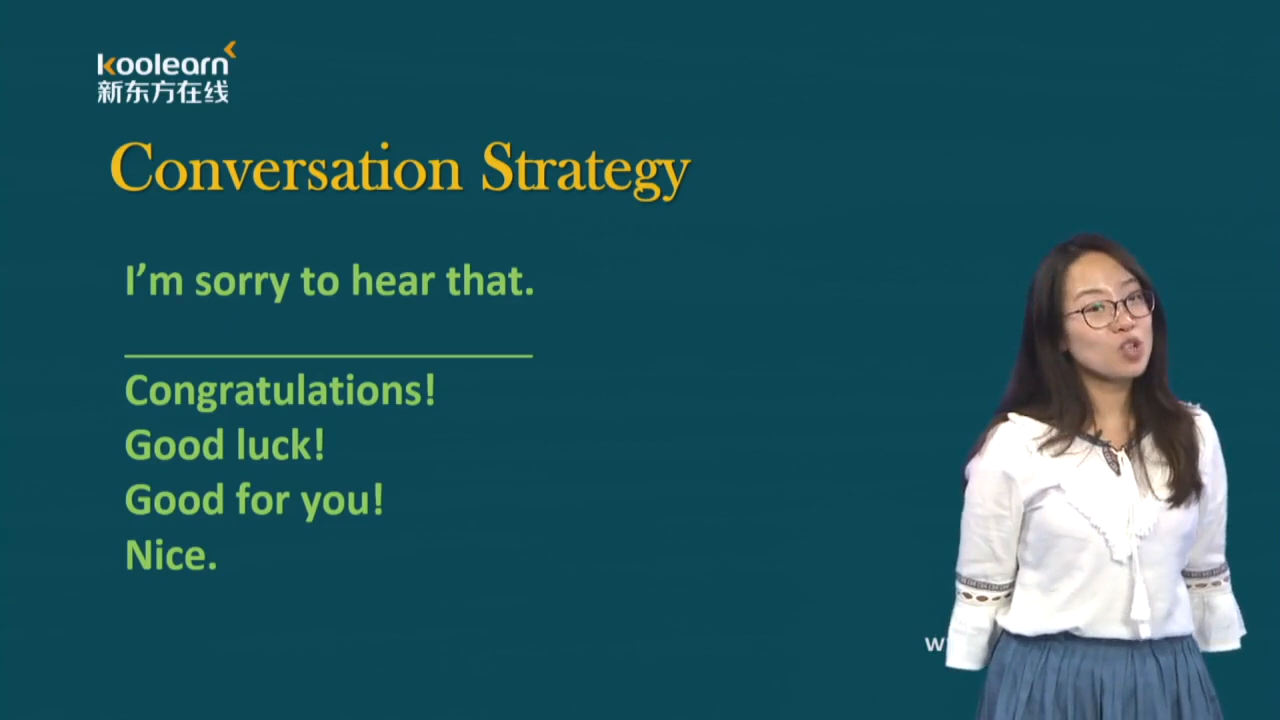 koolearn
新东方在线
Conversation Strategy
I'm sorry to hear that.
Congratulations!
Good luck!
Good for you!
Nice.